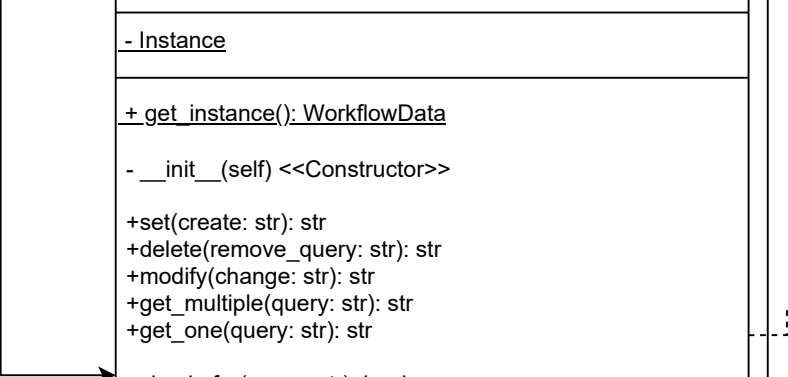 - Instance
+ get_instance(): WorkflowData
- __init__(self) <<Constructor>>
+set(create: str): str
+delete(remove_query: str): str
+modify(change: str): str
+get_multiple(query: str): str
+get_one(query: str): str